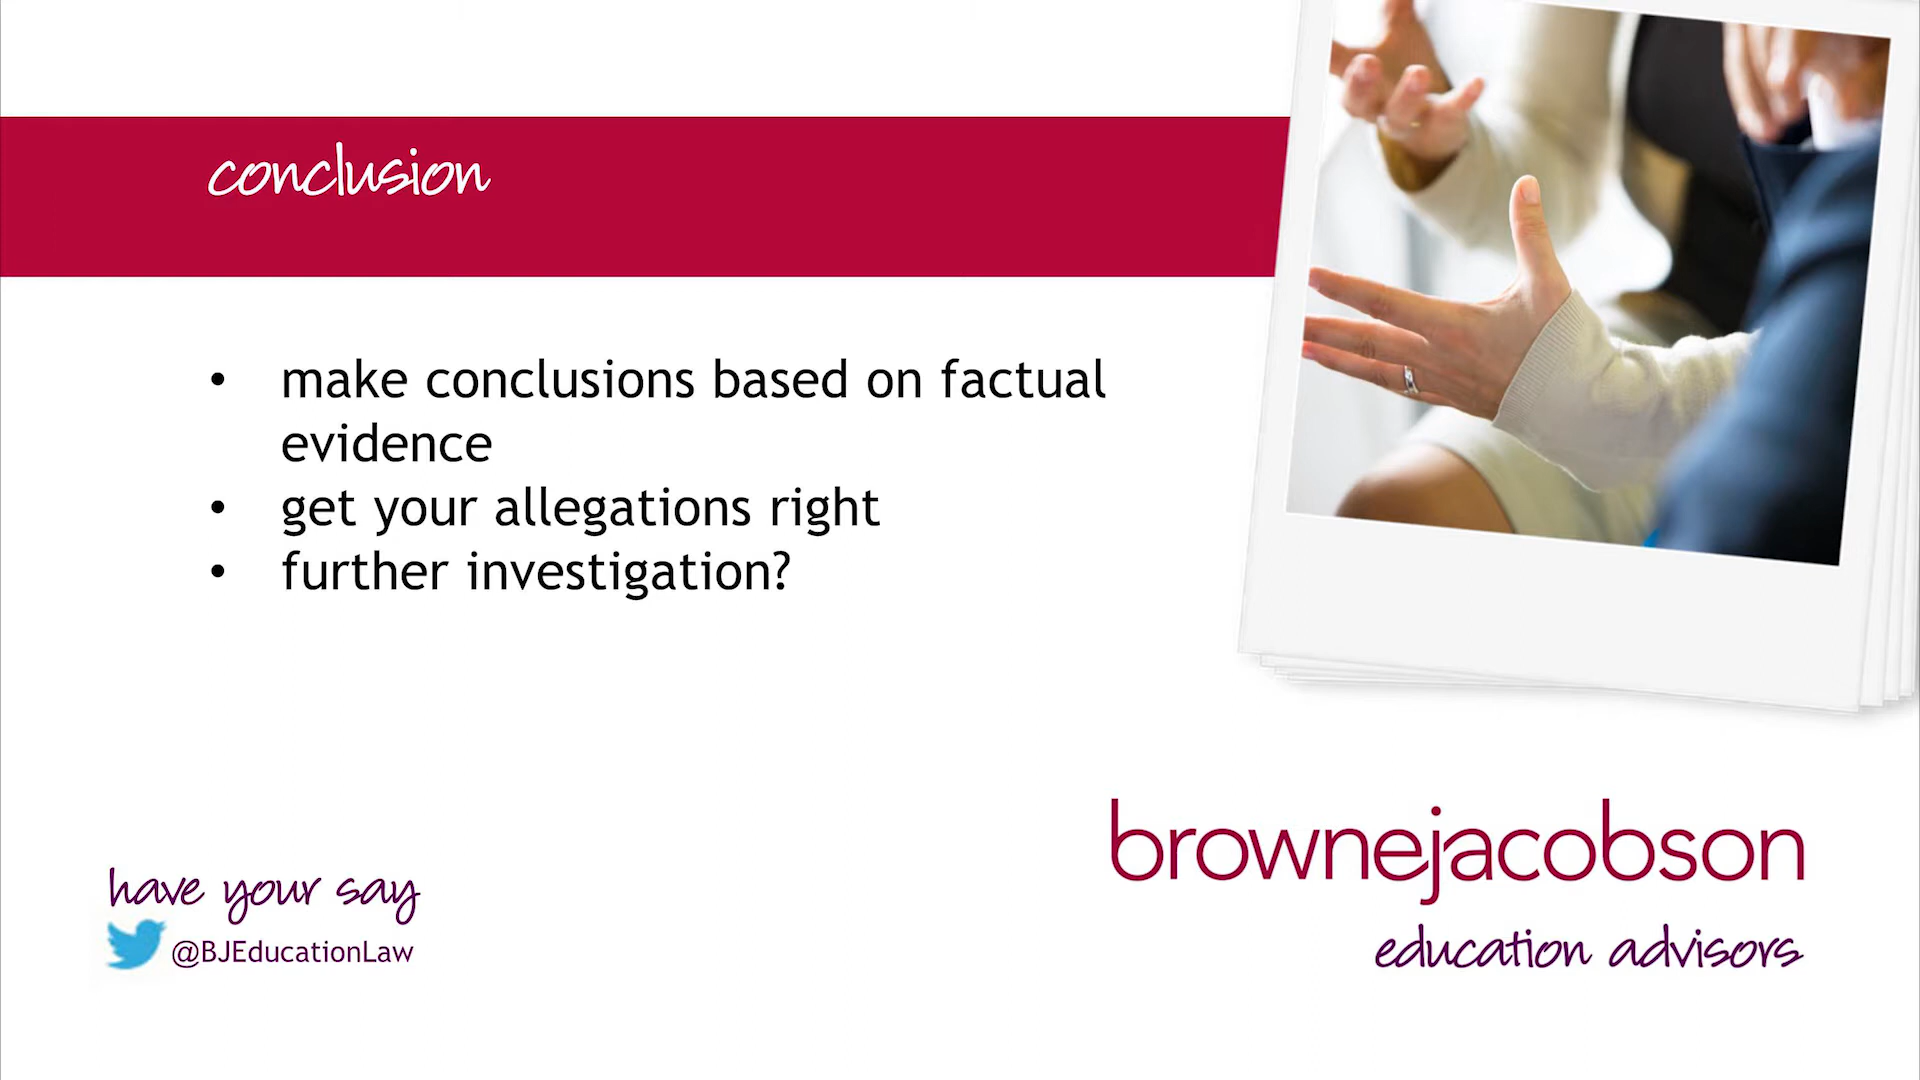 conclusion
• make conclusions based on factual
evidence
• get your allegations right
• further investigation?
brownejacobson
education advisors
have your say
@BJEducationLaw